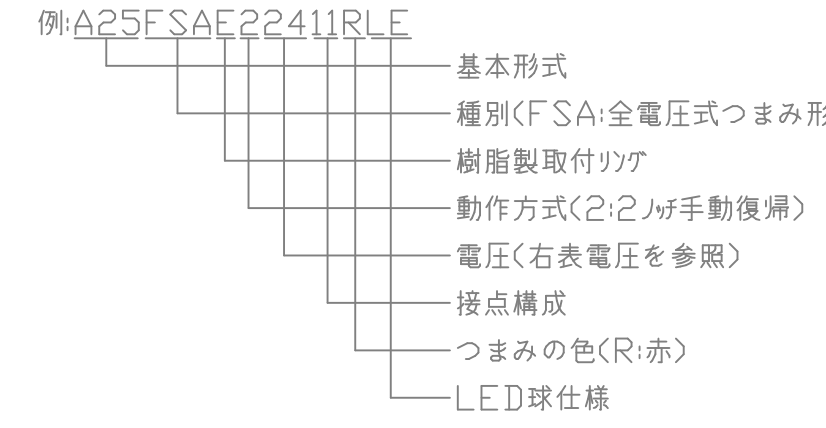 例:A25FSAE22411RLE
基本形式
種別(FSA:全電圧式つまみ形
樹脂製取付リング
動作方式(2:2ノッチ手動復帰)
電圧(右表電圧を参照)
接点構成
つまみの色(R:赤)
LED球仕様